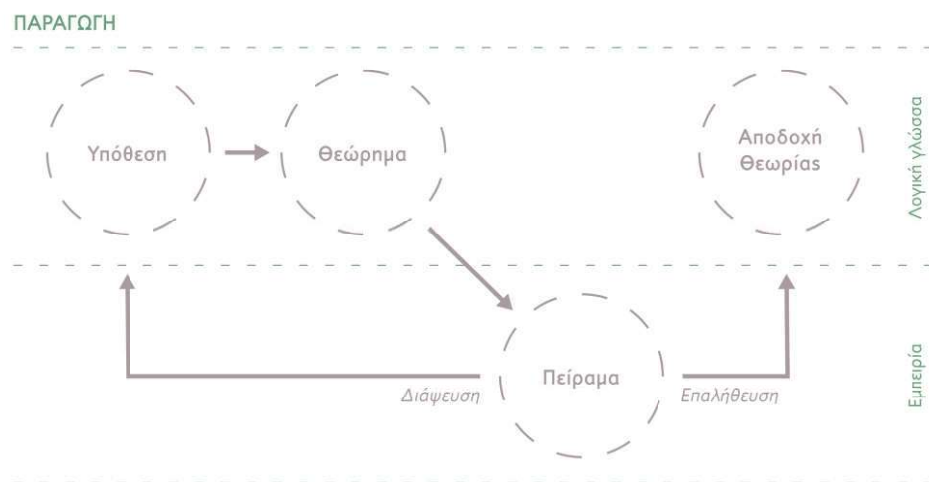 ΠΑΡΑΓΩΓΗ
Υπόθεση
Θεώρημα
Αποδοχή
Θεωρίας
Λογική γλώσσα
Πείραμα
Διάψευση
Επαλήθευση
Εμπειρία